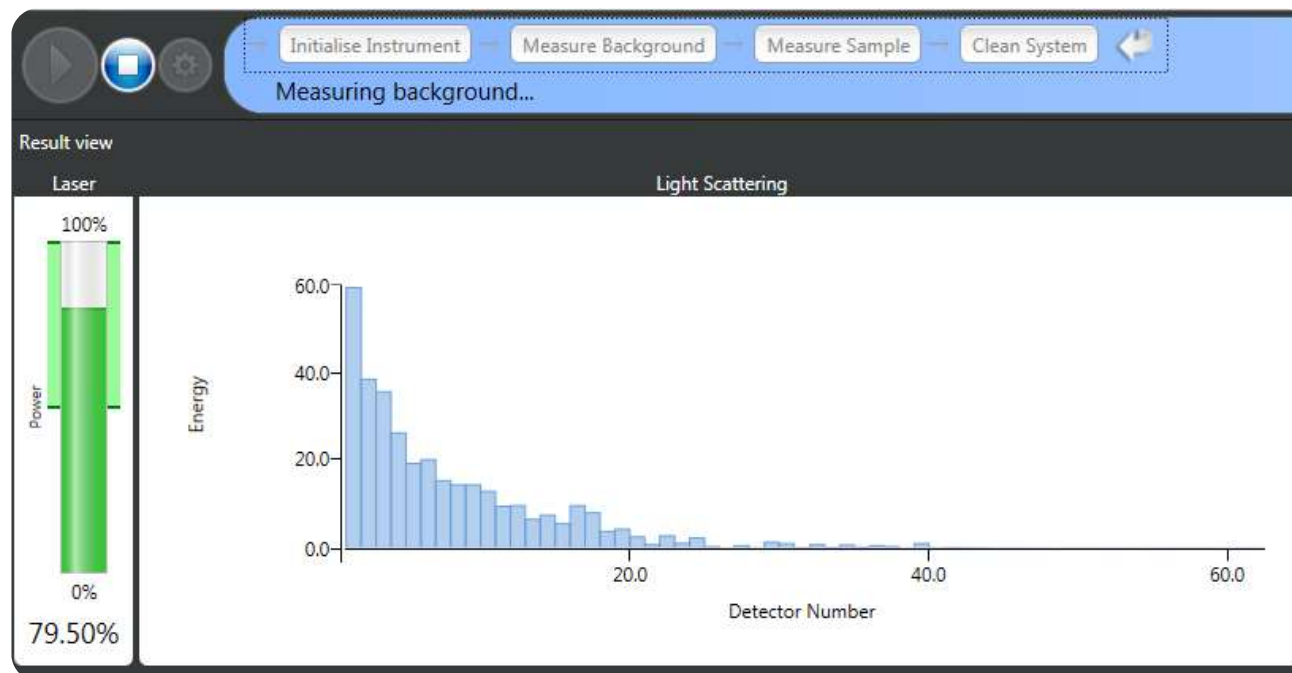 Initialise Instrument Measure Background Measure Sample Clean System
Measuring background...
Result view
Laser
Light Scattering
100%
Power
0%
79.50%
Energy
60.0
40.0
20.0
0.0
20.0 40.0 60.0
Detector Number